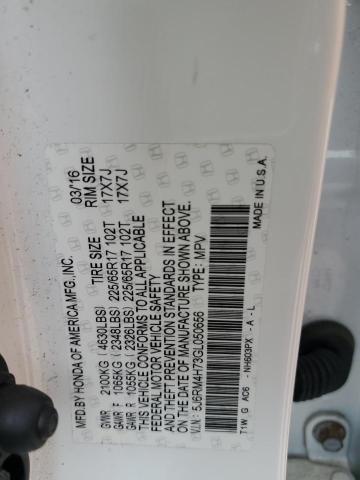 MFD.BY HONDA OF AMERICA MFG.,INC. 03/16
TIRE SIZE RIM SIZE
GVWR 2100KG (4630LBS)
GAWR F 1065KG (2348LBS) 225/65R17 102T 17X7J
GAWR R 1055KG (2326LBS) 225/65R17 102T 17X7J
THIS VEHICLE CONFORMS TO ALL APPLICABLE
FEDERAL MOTOR VEHICLE SAFETY
AND THEFT PREVENTION STANDARDS IN EFFECT
ON THE DATE OF MANUFACTURE SHOWN ABOVE.
V.I.N.: 5J6RM4H73GL050656 TYPE: MPV
T1W G A06 - NH603PX - A - L MADE IN U.S.A.